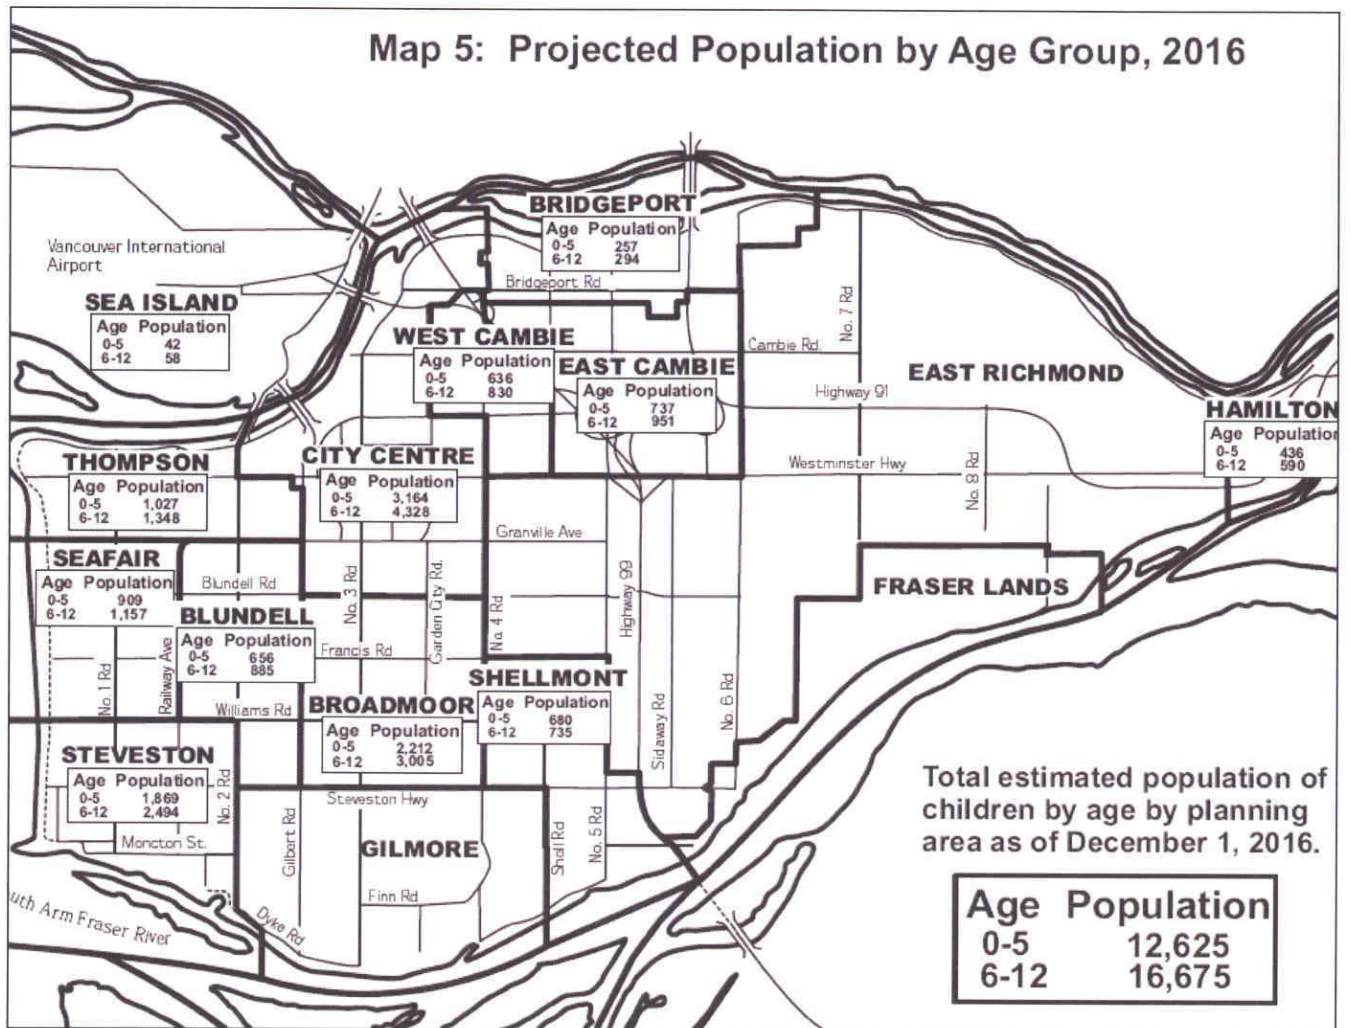 Map 5: Projected Population by Age Group, 2016
BRIDGEPORT
Age Population
0-5 257
6-12 294
Bridgeport Rd
Vancouver International
Airport
SEA ISLAND
Age Population
0-5 42
6-12 58
WEST CAMBIE
Age Population
0-5 636
6-12 830
EAST CAMBIE
Age Population
0-5 737
6-12 951
No. 7 Rd
Cambie Rd.
Highway 91
EAST RICHMOND
HAMILTON
Age Population
0-5 436
6-12 590
Westminster Hwy
No. 8 Rd
THOMPSON
Age Population
0-5 1,027
6-12 1,348
CITY CENTRE
Age Population
0-5 3,164
6-12 4,328
Granville Ave
SEAFAIR
Age Population
0-5 909
6-12 1,157
Blundell Rd
No. 3 Rd
Garden City Rd.
No. 4 Rd
Highway 99
FRASER LANDS
BLUNDELL
Age Population
0-5 656
6-12 885
Francis Rd
No. 1 Rd
Railway Ave
Williams Rd
BROADMOOR
Age Population
0-5 2,212
6-12 3,005
SHELLMONT
Age Population
0-5 680
6-12 735
Sidaway Rd
No. 6 Rd
STEVESTON
Age Population
0-5 1,869
6-12 2,494
No. 2 Rd
Moncton St.
Steveston Hwy
Gilbert Rd
GILMORE
Shell Rd
No. 5 Rd
Finn Rd
Dyke Rd
uth Arm Fraser River
Total estimated population of
children by age by planning
area as of December 1, 2016.
Age Population
0-5 12,625
6-12 16,675